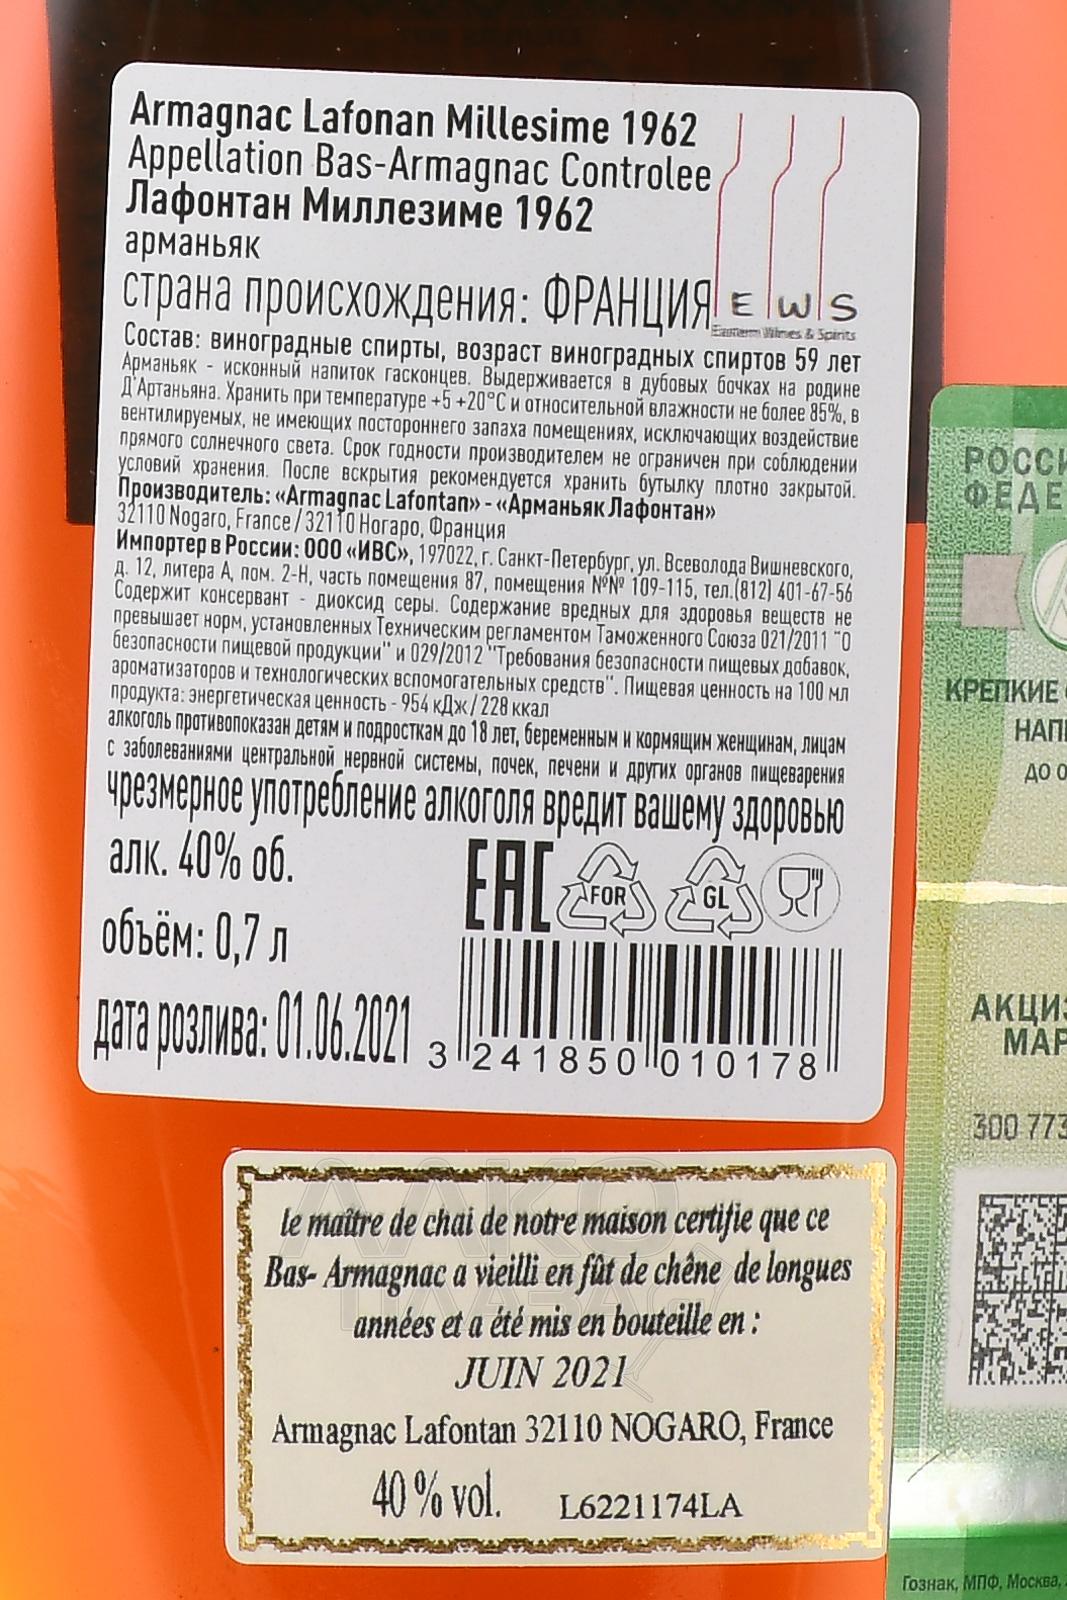 Armagnac Lafonan Millesime 1962
Appellation Bas-Armagnac Controlee
Лафонтан Миллезиме 1962
арманьяк
страна происхождения: ФРАНЦИЯ
E W S
Eastern Wines & Spirits
Состав: виноградные спирты, возраст виноградных спиртов 59 лет
Арманьяк - исконный напиток гасконцев. Выдерживается в дубовых бочках на родине
Д'Артаньяна. Хранить при температуре +5 +20°С и относительной влажности не более 85%, в
вентилируемых, не имеющих постороннего запаха помещениях, исключающих воздействие
прямого солнечного света. Срок годности производителем не ограничен при соблюдении
условий хранения. После вскрытия рекомендуется хранить бутылку плотно закрытой.
Производитель: «Armagnac Lafontan» - «Арманьяк Лафонтан»
32110 Nogaro, France / 32110 Ногаро, Франция
Импортер в России: ООО «ИВС», 197022, г. Санкт-Петербург, ул. Всеволода Вишневского,
д. 12, литера А, пом. 2-Н, часть помещения 87, помещения №№ 109-115, тел.(812) 401-67-56
Содержит консервант - диоксид серы. Содержание вредных для здоровья веществ не
превышает норм, установленных Техническим регламентом Таможенного Союза 021/2011 "О
безопасности пищевой продукции" и 029/2012 "Требования безопасности пищевых добавок,
ароматизаторов и технологических вспомогательных средств". Пищевая ценность на 100 мл
продукта: энергетическая ценность - 954 кДж / 228 ккал
алкоголь противопоказан детям и подросткам до 18 лет, беременным и кормящим женщинам, лицам
с заболеваниями центральной нервной системы, почек, печени и других органов пищеварения
чрезмерное употребление алкоголя вредит вашему здоровью
алк. 40% об.
EAC FOR GL
объём: 0,7 л
дата розлива: 01.06.2021
3 241850 010178
le maître de chai de notre maison certifie que ce
Bas- Armagnac a vieilli en fût de chêne de longues
années et a été mis en bouteille en :
JUIN 2021
Armagnac Lafontan 32110 NOGARO, France
40 % vol. L6221174LA
АЛКО
ПЛАЗА
РОССИ
ФЕДЕ
КРЕПКИЕ
НАП
ДО 0
АКЦИЗ
МАР
300 773
Гознак, МПФ, Москва,